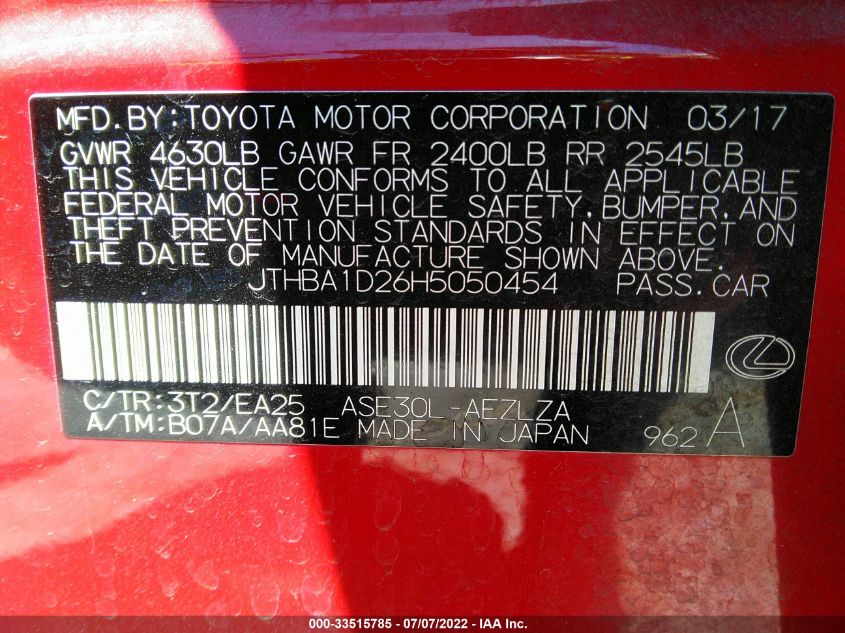 MFD.BY:TOYOTA MOTOR CORPORATION 03/17
GVWR 4630LB GAWR FR 2400LB RR 2545LB
THIS VEHICLE CONFORMS TO ALL APPLICABLE
FEDERAL MOTOR VEHICLE SAFETY,BUMPER,AND
THEFT PREVENTION STANDARDS IN EFFECT ON
THE DATE OF MANUFACTURE SHOWN ABOVE.
JTHBA1D26H5050454 PASS.CAR
C/TR:3T2/EA25 ASE30L-AEZLZA
A/TM:B07A/AA81E MADE IN JAPAN 962 A
000-33515785 - 07/07/2022 - IAA Inc.